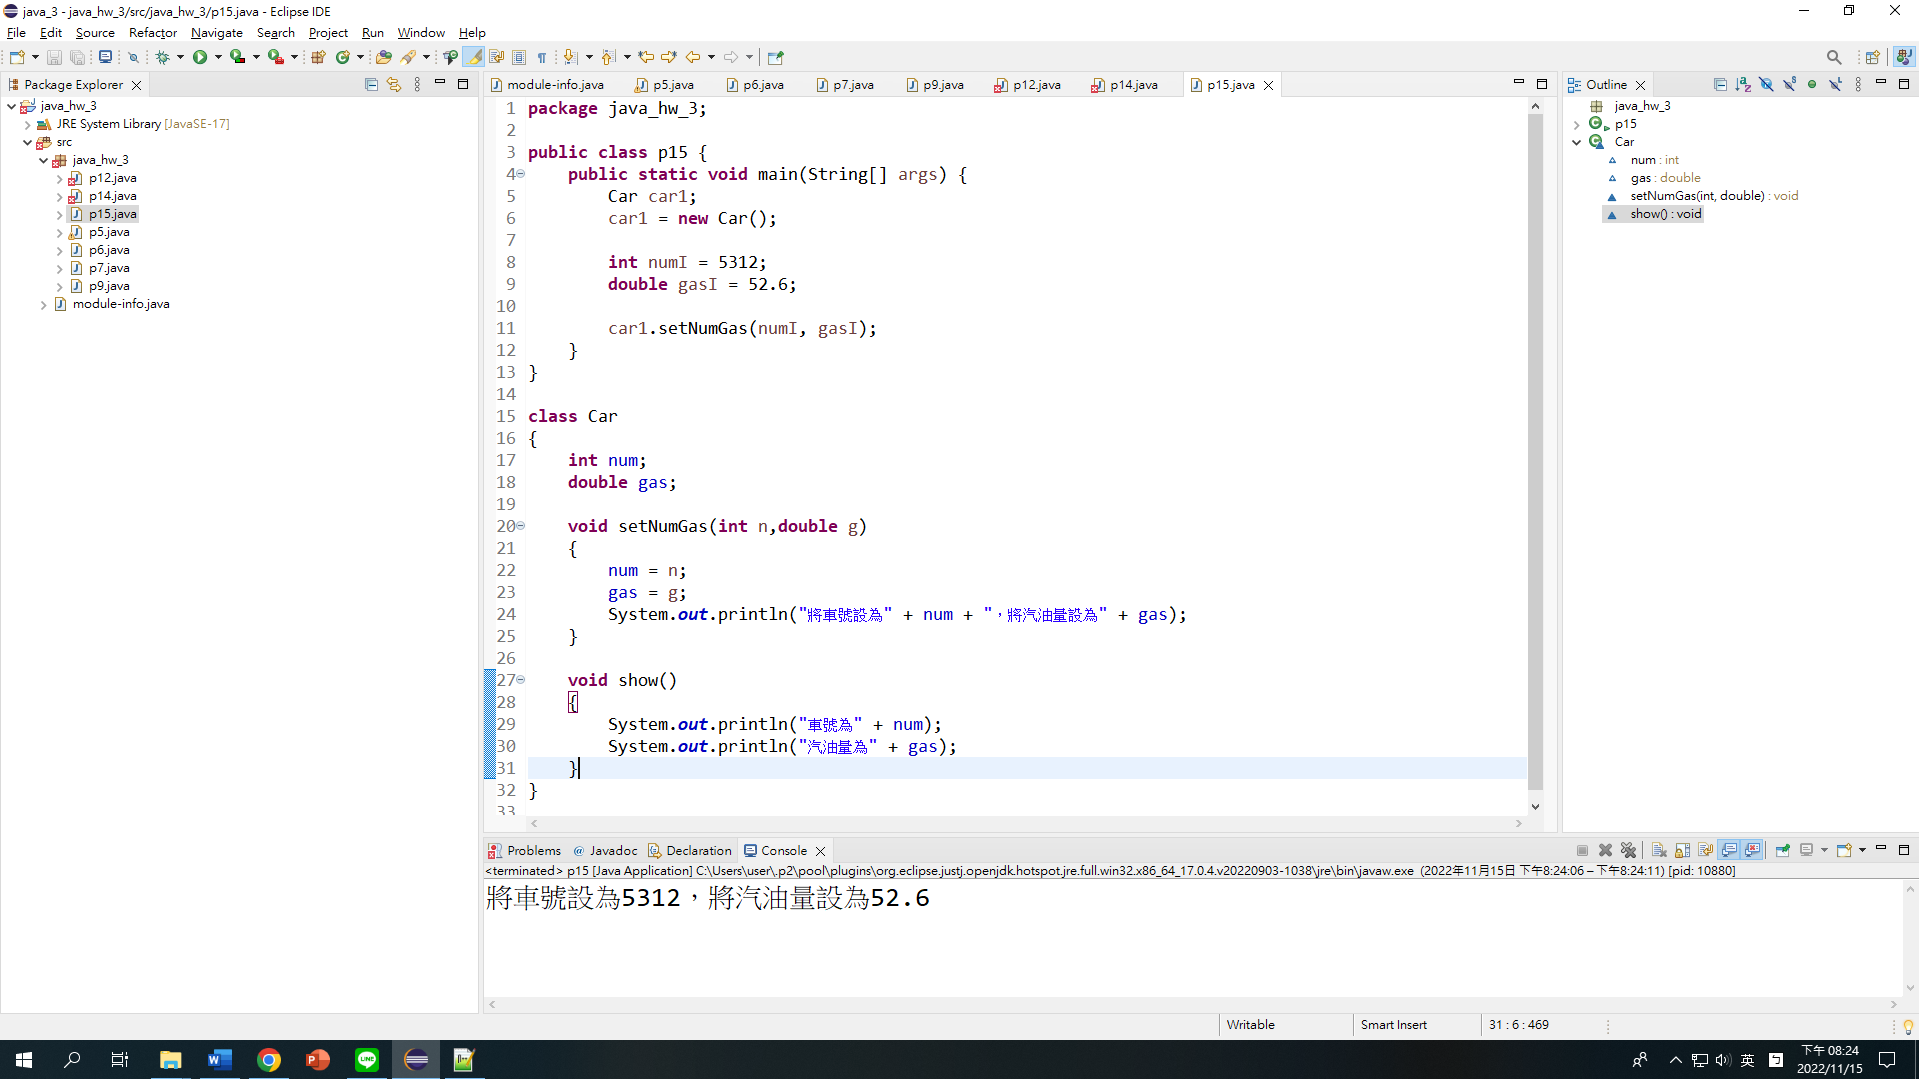 java_3 - java_hw_3/src/java_hw_3/p15.java - Eclipse IDE
File Edit Source Refactor Navigate Search Project Run Window Help
Package Explorer
java_hw_3
JRE System Library [JavaSE-17]
src
java_hw_3
p12.java
p14.java
p15.java
p5.java
p6.java
p7.java
p9.java
module-info.java
module-info.java p5.java p6.java p7.java p9.java p12.java p14.java p15.java
1 package java_hw_3;
2
3 public class p15 {
4 public static void main(String[] args) {
5 Car car1;
6 car1 = new Car();
7
8 int numI = 5312;
9 double gasI = 52.6;
10
11 car1.setNumGas(numI, gasI);
12 }
13 }
14
15 class Car
16 {
17 int num;
18 double gas;
19
20 void setNumGas(int n,double g)
21 {
22 num = n;
23 gas = g;
24 System.out.println("將車號設為" + num + "，將汽油量設為" + gas);
25 }
26
27 void show()
28 {
29 System.out.println("車號為" + num);
30 System.out.println("汽油量為" + gas);
31 }
32 }
33
Outline
java_hw_3
p15
Car
num : int
gas : double
setNumGas(int, double) : void
show() : void
Problems @ Javadoc Declaration Console
<terminated> p15 [Java Application] C:\Users\user\.p2\pool\plugins\org.eclipse.justj.openjdk.hotspot.jre.full.win32.x86_64_17.0.4.v20220903-1038\jre\bin\javaw.exe (2022年11月15日 下午8:24:06 – 下午8:24:11) [pid: 10880]
將車號設為5312，將汽油量設為52.6
Writable Smart Insert 31 : 6 : 469
英
下午 08:24
2022/11/15